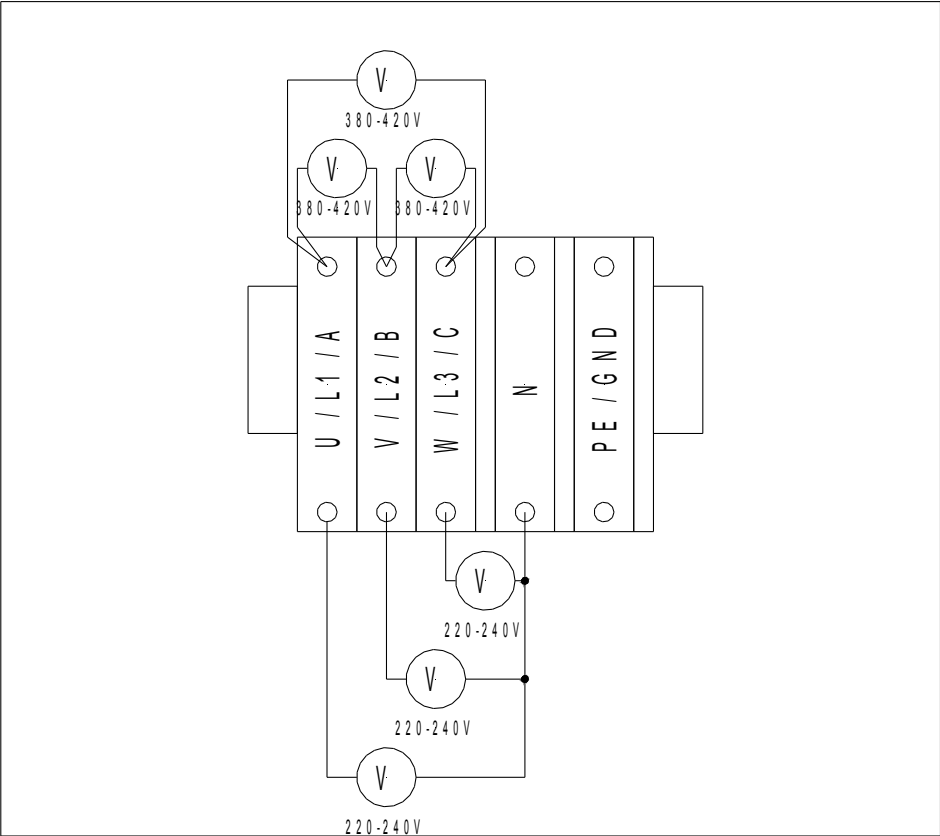 V
380-420V
V
V
380-420V
380-420V
U/L1/A
V/L2/B
W/L3/C
N
PE/GND
V
220-240V
V
220-240V
V
220-240V